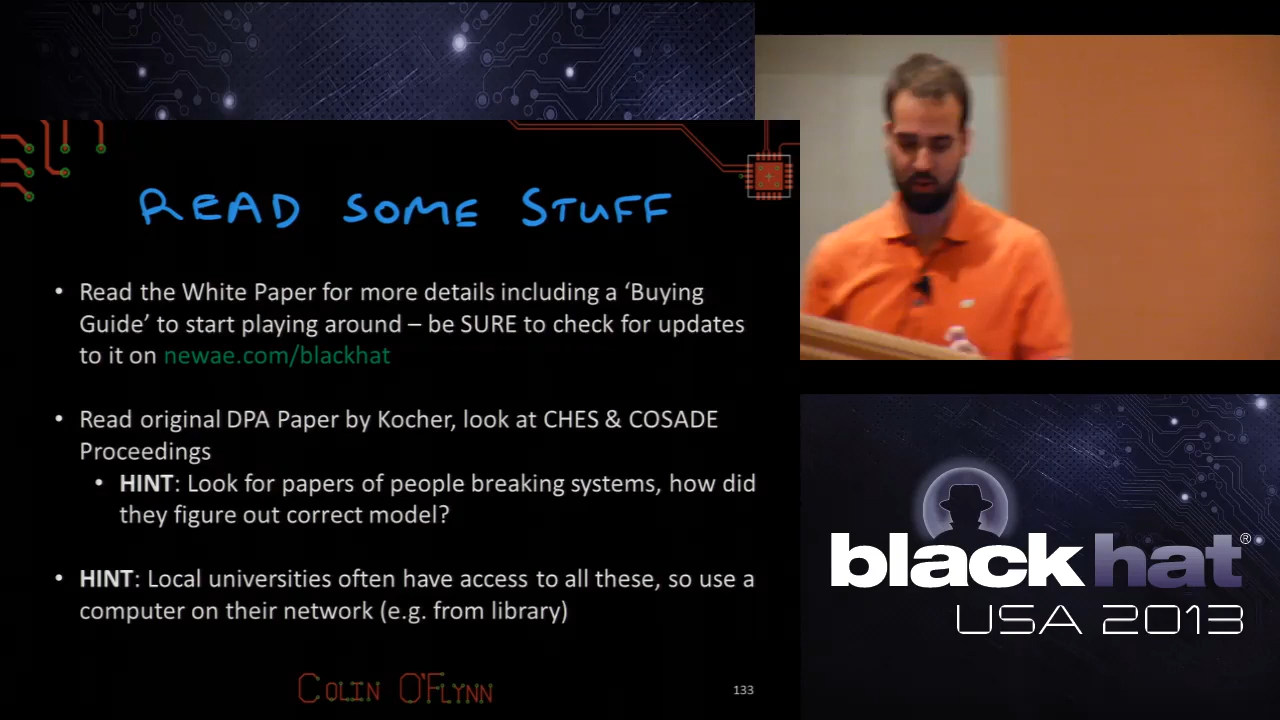 READ SOME STUFF
• Read the White Paper for more details including a ‘Buying
Guide’ to start playing around – be SURE to check for updates
to it on newae.com/blackhat
• Read original DPA Paper by Kocher, look at CHES & COSADE
Proceedings
• HINT: Look for papers of people breaking systems, how did
they figure out correct model?
• HINT: Local universities often have access to all these, so use a
computer on their network (e.g. from library)
COLIN O'FLYNN
133
blackhat®
USA 2013